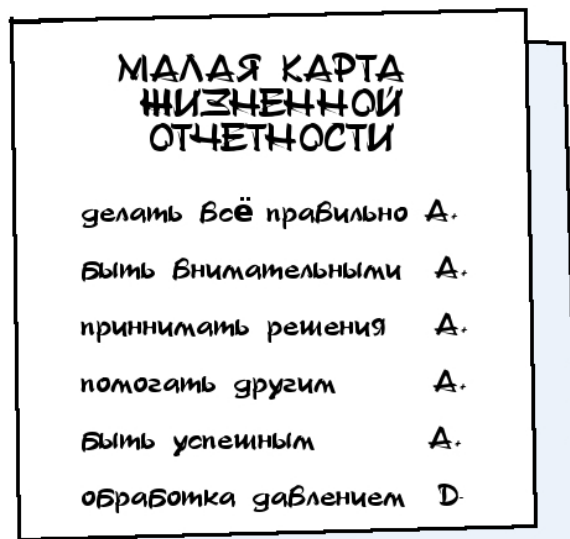 МАЛАЯ КАРТА
ЖИЗНЕННОЙ
ОТЧЕТНОСТИ
делать всё правильно А.
быть внимательными А.
приннимать решения А.
помогать другим А.
быть успешным А.
обработка давлением D